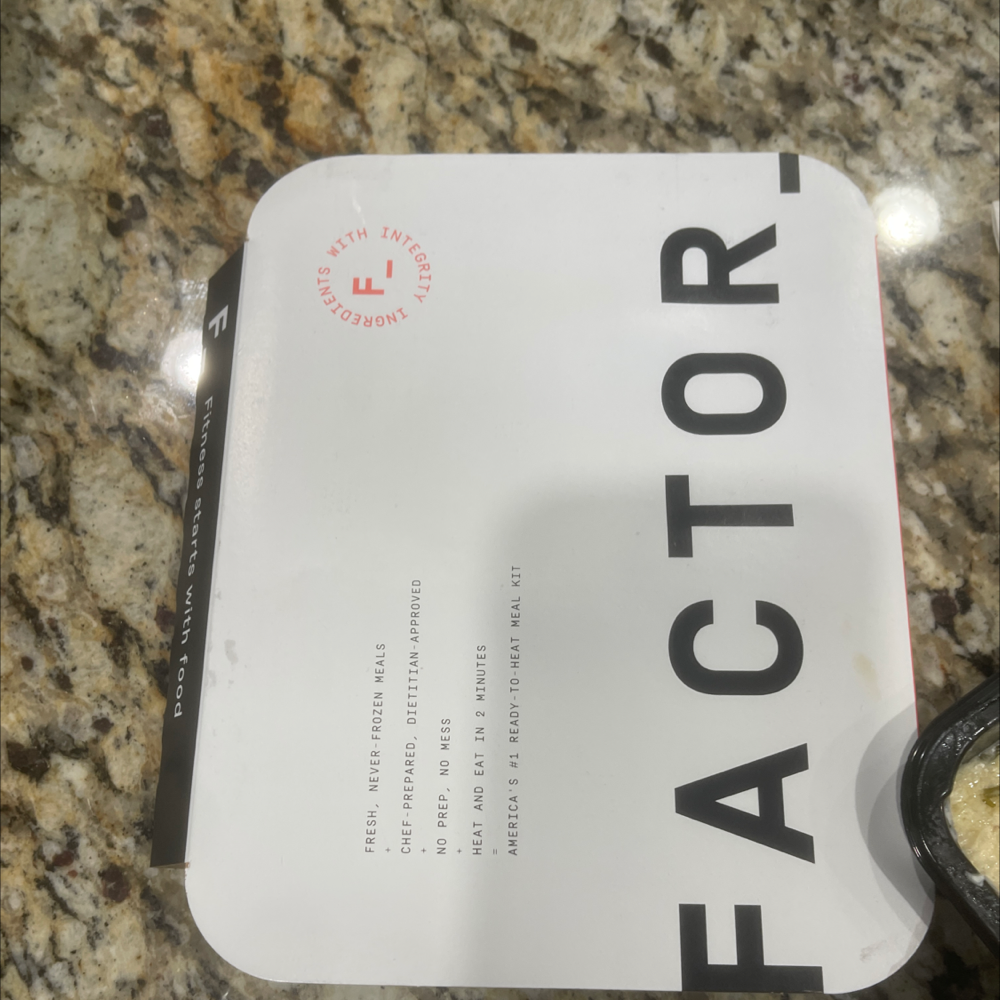 INGREDIENTS WITH INTEGRITY
F_
FRESH, NEVER-FROZEN MEALS
+
CHEF-PREPARED, DIETITIAN-APPROVED
+
NO PREP, NO MESS
+
HEAT AND EAT IN 2 MINUTES
=
AMERICA'S #1 READY-TO-HEAT MEAL KIT
FACTOR_
F_ Fitness starts with food